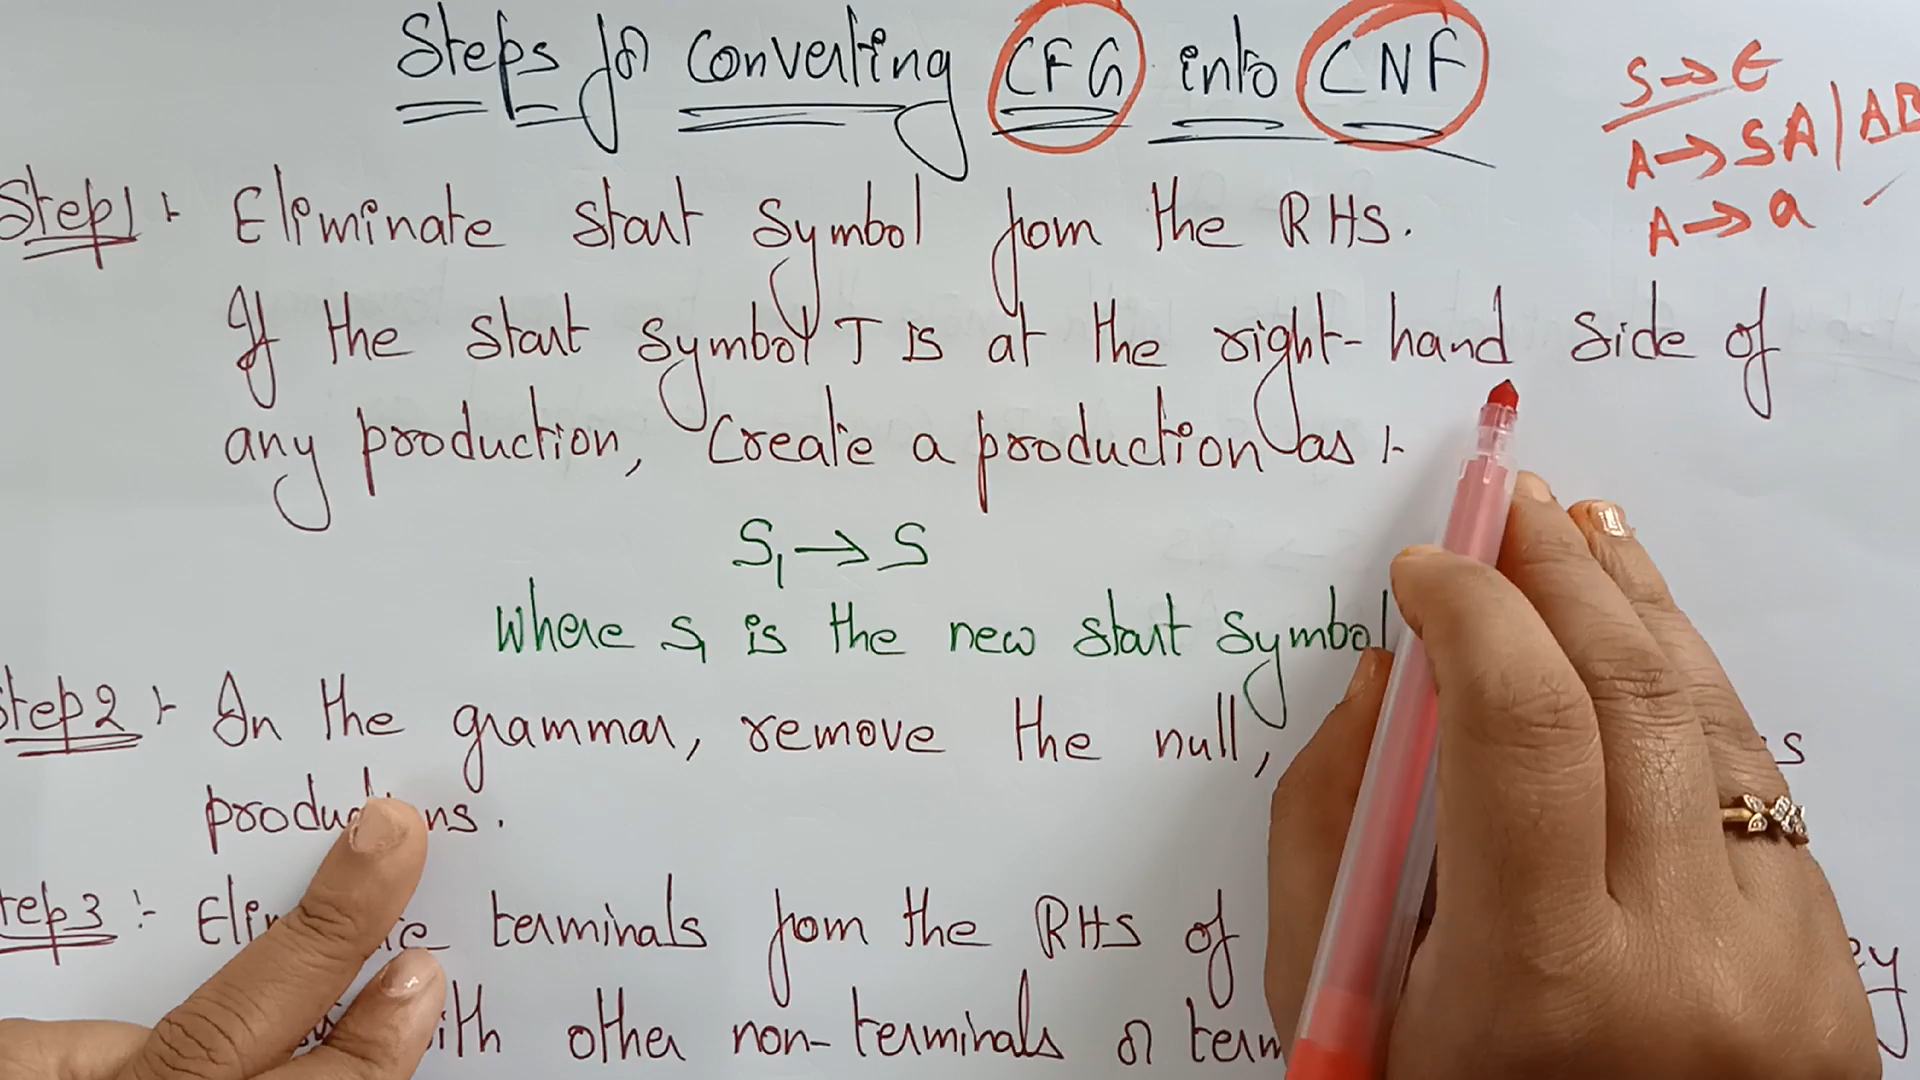 Steps for Converting CFG into CNF
S → ε
A → SA | AB
A → a
Step1:- Eliminate start symbol from the RHS.
If the start symbol T is at the right-hand side of
any production, Create a production as :-
S1 → S
where S1 is the new start symbol
Step2:- In the grammar, remove the null,
productions.
Step3:- Eliminate terminals from the RHS of
with other non-terminals or